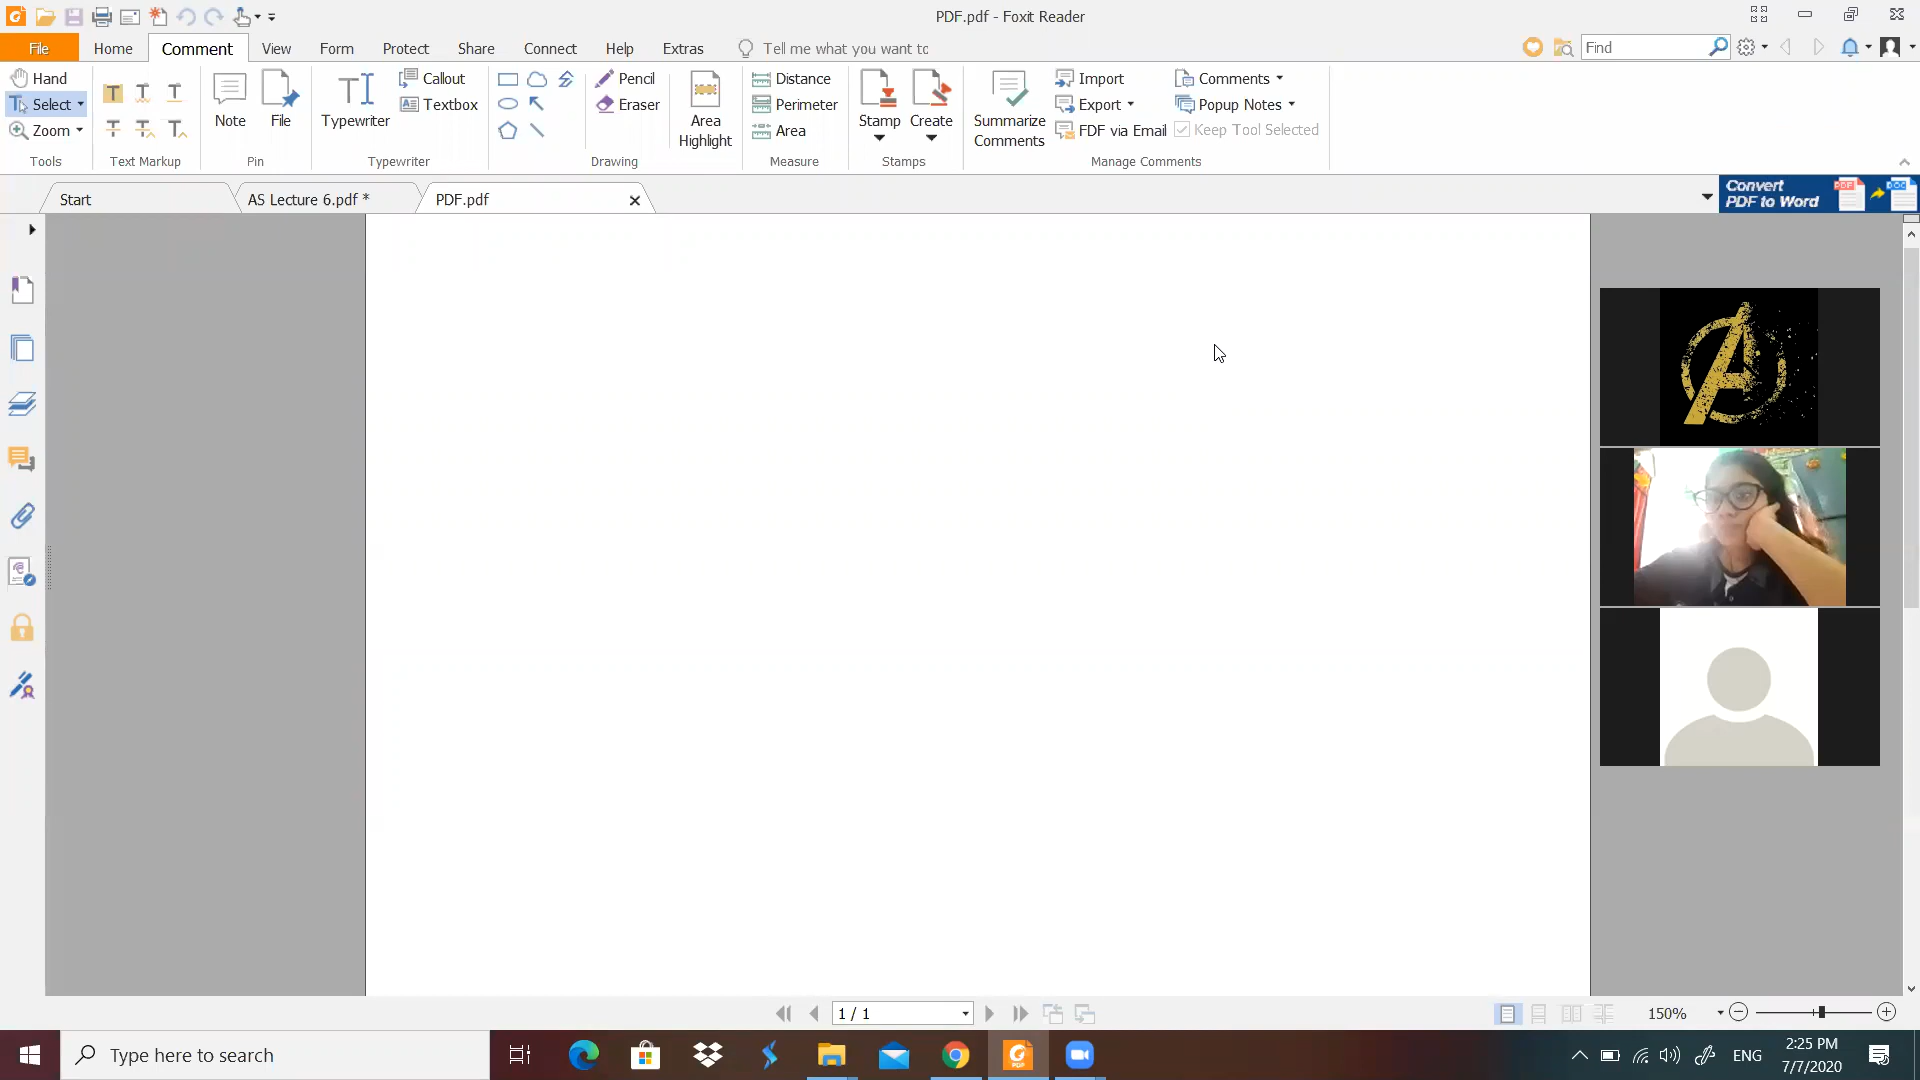 PDF.pdf - Foxit Reader
File Home Comment View Form Protect Share Connect Help Extras Tell me what you want to Find
Hand
Select
Zoom
Tools
Text Markup
Note File
Pin
Typewriter
Callout
Textbox
Typewriter
Pencil
Eraser
Drawing
Area
Highlight
Distance
Perimeter
Area
Measure
Stamp Create
Stamps
Summarize
Comments
Import
Export
FDF via Email
Comments
Popup Notes
Keep Tool Selected
Manage Comments
Start AS Lecture 6.pdf * PDF.pdf
Convert
PDF to Word
PDF DOC
1 / 1
150%
Type here to search
PDF
ENG
2:25 PM
7/7/2020